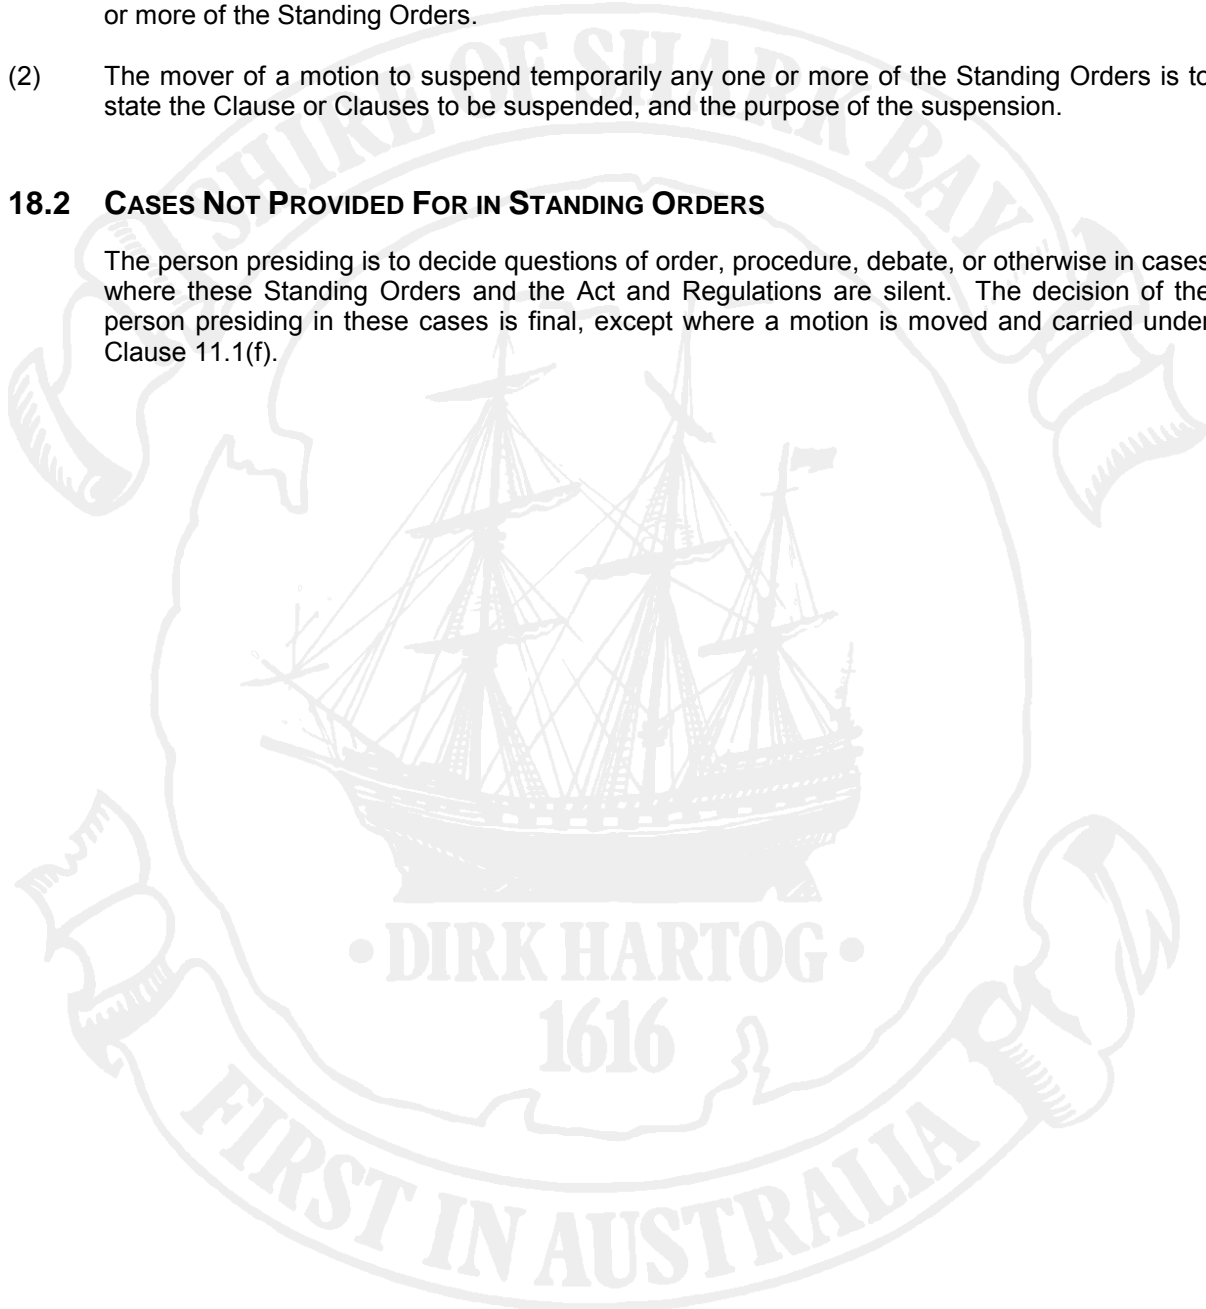 or more of the Standing Orders.
(2) The mover of a motion to suspend temporarily any one or more of the Standing Orders is to
state the Clause or Clauses to be suspended, and the purpose of the suspension.
18.2 CASES NOT PROVIDED FOR IN STANDING ORDERS
The person presiding is to decide questions of order, procedure, debate, or otherwise in cases
where these Standing Orders and the Act and Regulations are silent. The decision of the
person presiding in these cases is final, except where a motion is moved and carried under
Clause 11.1(f).
SHIRE OF SHARK BAY
• DIRK HARTOG •
1616
FIRST IN AUSTRALIA